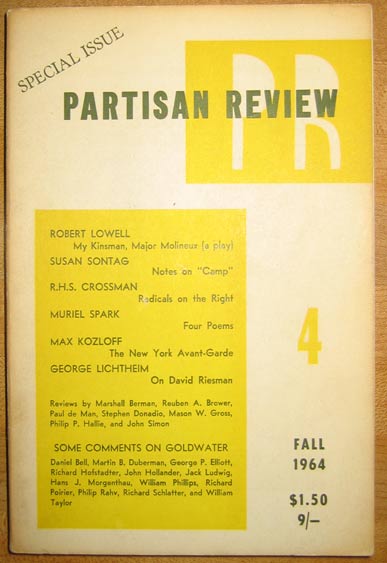 SPECIAL ISSUE
PR
PARTISAN REVIEW
ROBERT LOWELL
My Kinsman, Major Molineux (a play)
SUSAN SONTAG
Notes on "Camp"
R.H.S. CROSSMAN
Radicals on the Right
MURIEL SPARK
Four Poems
MAX KOZLOFF
The New York Avant-Garde
GEORGE LICHTHEIM
On David Riesman
Reviews by Marshall Berman, Reuben A. Brower,
Paul de Man, Stephen Donadio, Mason W. Gross,
Philip P. Hallie, and John Simon
SOME COMMENTS ON GOLDWATER
Daniel Bell, Martin B. Duberman, George P. Elliott,
Richard Hofstadter, John Hollander, Jack Ludwig,
Hans J. Morgenthau, William Phillips, Richard
Poirier, Philip Rahv, Richard Schlatter, and William
Taylor
4
FALL
1964
$1.50
9/–